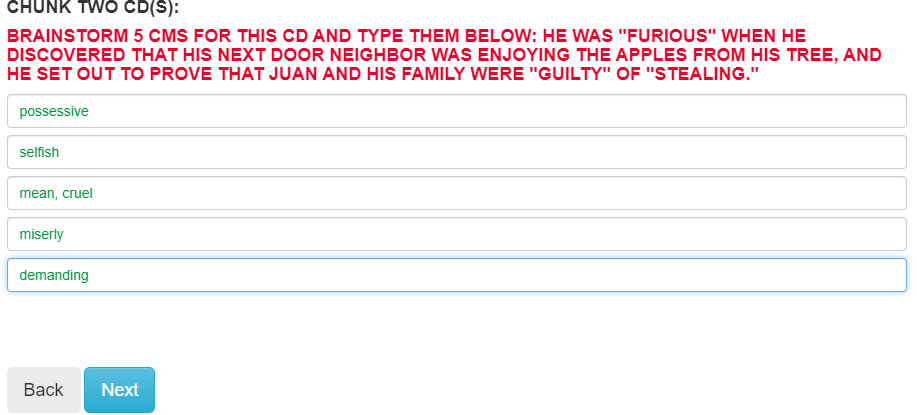 CHUNK TWO CD(S):
BRAINSTORM 5 CMS FOR THIS CD AND TYPE THEM BELOW: HE WAS "FURIOUS" WHEN HE
DISCOVERED THAT HIS NEXT DOOR NEIGHBOR WAS ENJOYING THE APPLES FROM HIS TREE, AND
HE SET OUT TO PROVE THAT JUAN AND HIS FAMILY WERE "GUILTY" OF "STEALING."
possessive
selfish
mean, cruel
miserly
demanding
Back Next